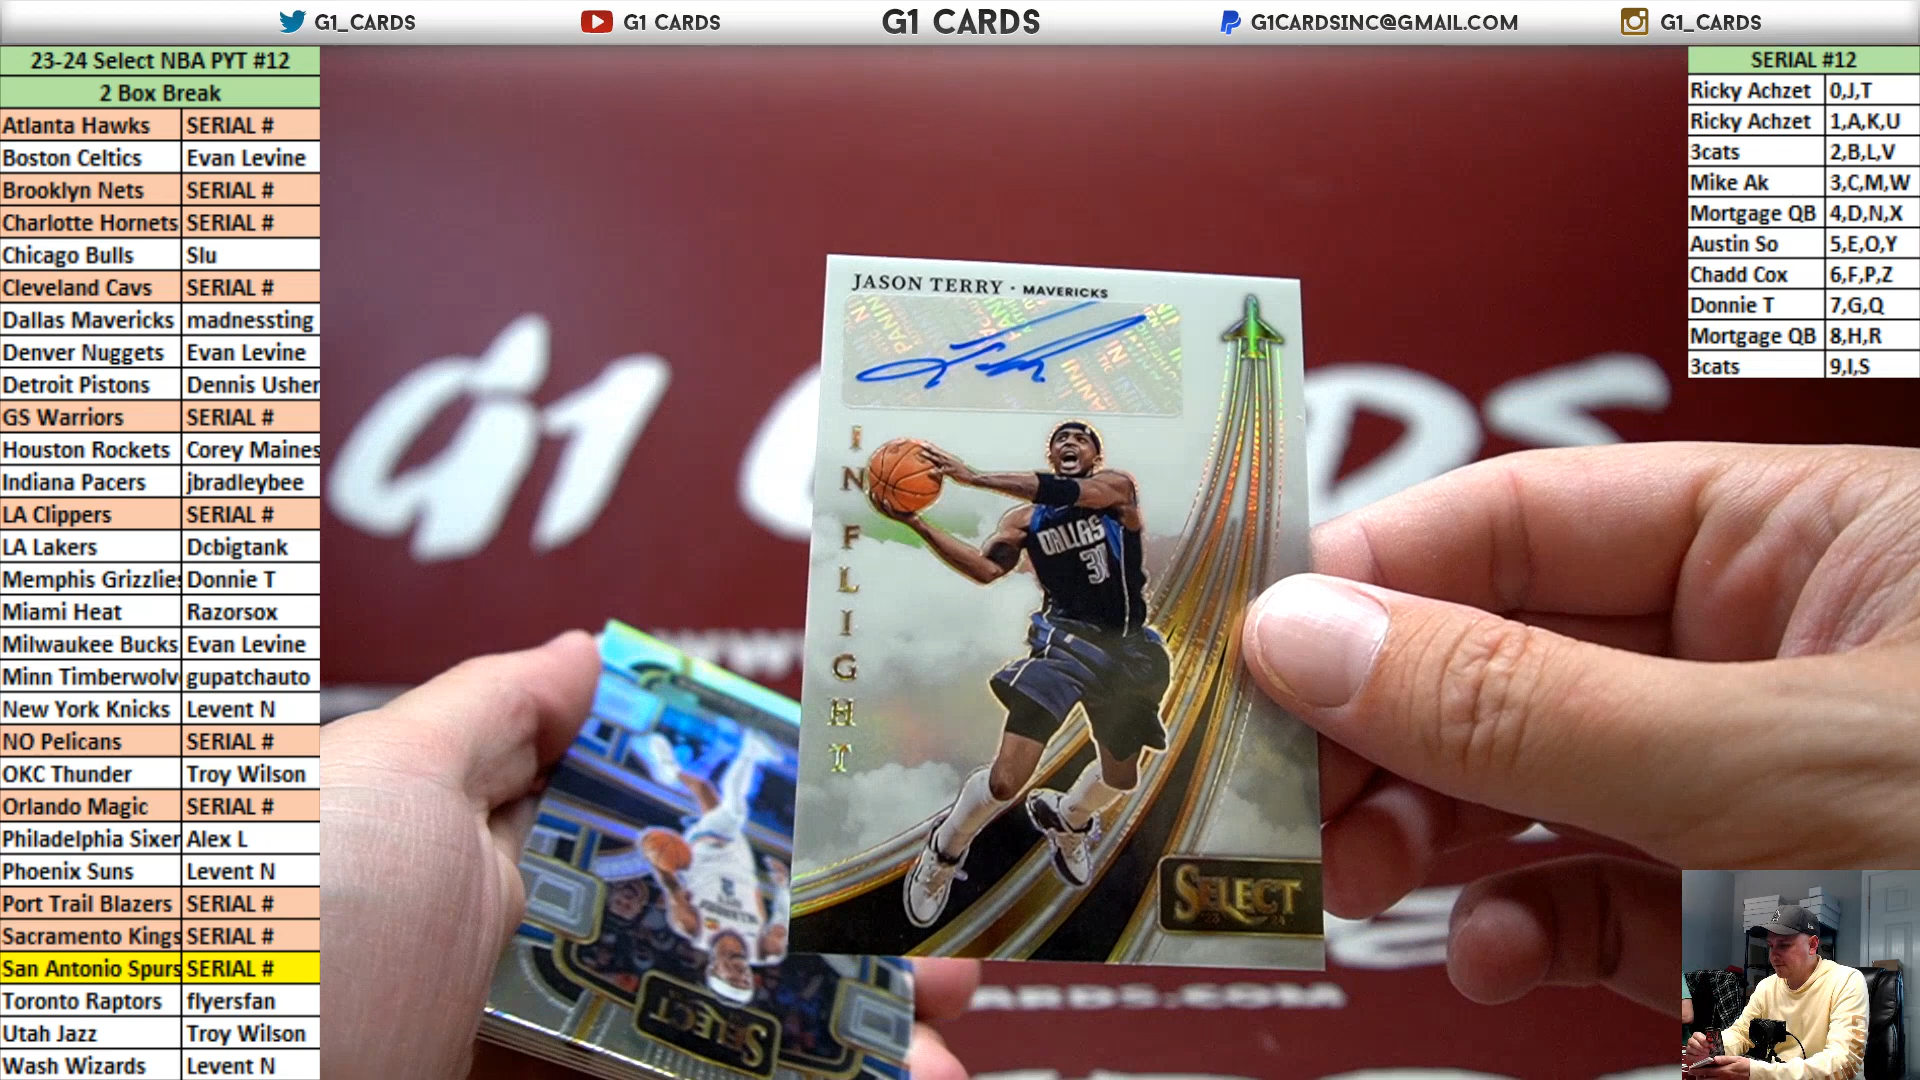 G1_CARDS
G1 CARDS
G1 CARDS
G1CARDSINC@GMAIL.COM
G1_CARDS
23-24 Select NBA PYT #12
2 Box Break
Atlanta Hawks SERIAL #
Boston Celtics Evan Levine
Brooklyn Nets SERIAL #
Charlotte Hornets SERIAL #
Chicago Bulls Slu
Cleveland Cavs SERIAL #
Dallas Mavericks madnessting
Denver Nuggets Evan Levine
Detroit Pistons Dennis Usher
GS Warriors SERIAL #
Houston Rockets Corey Maines
Indiana Pacers jbradleybee
LA Clippers SERIAL #
LA Lakers Dcbigtank
Memphis Grizzlies Donnie T
Miami Heat Razorsox
Milwaukee Bucks Evan Levine
Minn Timberwolv gupatchauto
New York Knicks Levent N
NO Pelicans SERIAL #
OKC Thunder Troy Wilson
Orlando Magic SERIAL #
Philadelphia Sixer Alex L
Phoenix Suns Levent N
Port Trail Blazers SERIAL #
Sacramento Kings SERIAL #
San Antonio Spurs SERIAL #
Toronto Raptors flyersfan
Utah Jazz Troy Wilson
Wash Wizards Levent N
SERIAL #12
Ricky Achzet 0,J,T
Ricky Achzet 1,A,K,U
3cats 2,B,L,V
Mike Ak 3,C,M,W
Mortgage QB 4,D,N,X
Austin So 5,E,O,Y
Chadd Cox 6,F,P,Z
Donnie T 7,G,Q
Mortgage QB 8,H,R
3cats 9,I,S
JASON TERRY · MAVERICKS
PANINI
IN FLIGHT
DALLAS
31
SELECT
23 24
SELECT
G1 C DS
ARDS.COM